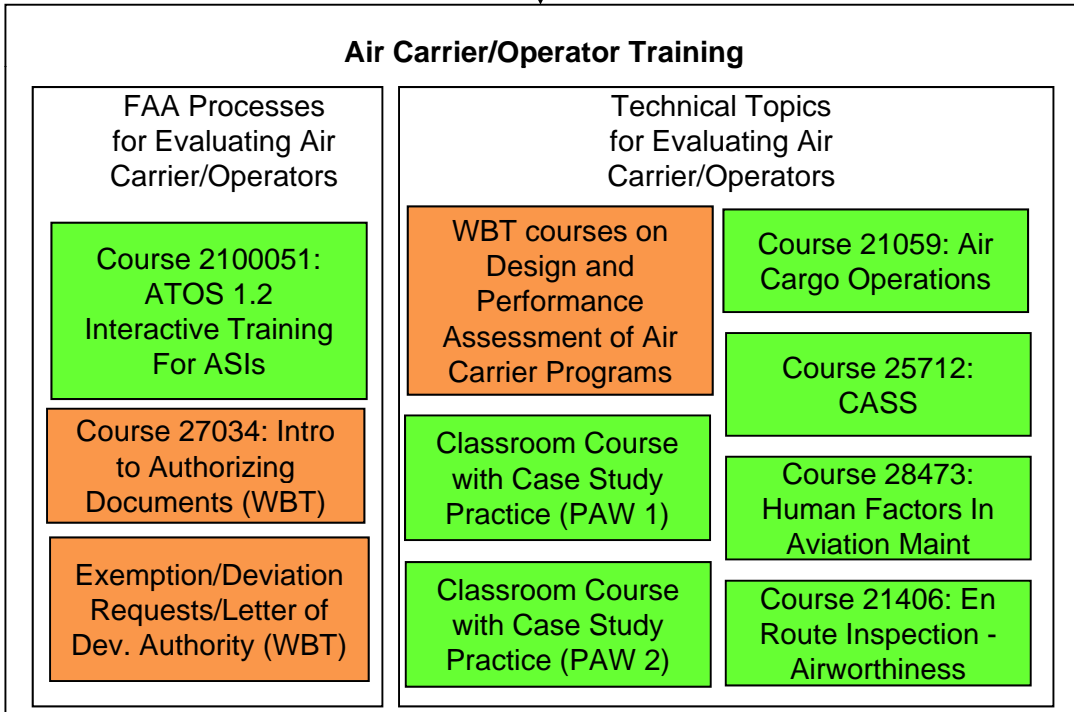 Air Carrier/Operator Training
FAA Processes
for Evaluating Air
Carrier/Operators
Course 2100051:
ATOS 1.2
Interactive Training
For ASIs
Course 27034: Intro
to Authorizing
Documents (WBT)
Exemption/Deviation
Requests/Letter of
Dev. Authority (WBT)
Technical Topics
for Evaluating Air
Carrier/Operators
WBT courses on
Design and
Performance
Assessment of Air
Carrier Programs
Classroom Course
with Case Study
Practice (PAW 1)
Classroom Course
with Case Study
Practice (PAW 2)
Course 21059: Air
Cargo Operations
Course 25712:
CASS
Course 28473:
Human Factors In
Aviation Maint
Course 21406: En
Route Inspection -
Airworthiness